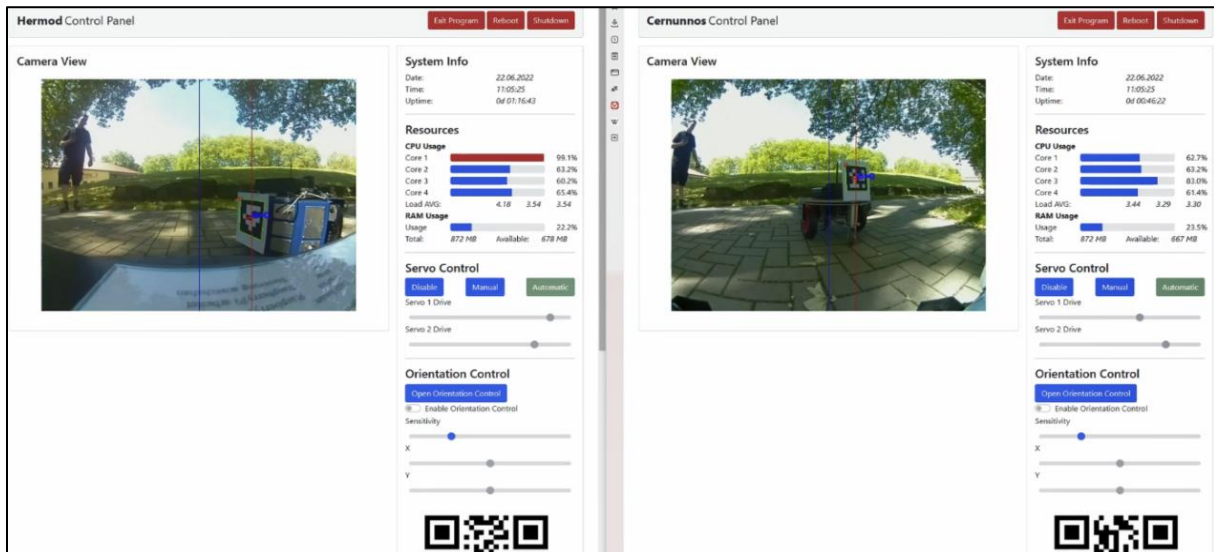 Hermod Control Panel
Exit Program Reboot Shutdown
Camera View
System Info
Date: 22.06.2022
Time: 11:05:25
Uptime: 0d 01:16:43
Resources
CPU Usage
Core 1 99.1%
Core 2 63.2%
Core 3 60.2%
Core 4 65.4%
Load AVG: 4.18 3.54 3.54
RAM Usage
Usage 22.2%
Total: 872 MB Available: 678 MB
Servo Control
Disable Manual Automatic
Servo 1 Drive
Servo 2 Drive
Orientation Control
Open Orientation Control
Enable Orientation Control
Sensitivity
X
Y
W
Cernunnos Control Panel
Exit Program Reboot Shutdown
Camera View
System Info
Date: 22.06.2022
Time: 11:05:25
Uptime: 0d 00:46:22
Resources
CPU Usage
Core 1 62.7%
Core 2 63.2%
Core 3 83.0%
Core 4 61.4%
Load AVG: 3.44 3.29 3.30
RAM Usage
Usage 23.5%
Total: 872 MB Available: 667 MB
Servo Control
Disable Manual Automatic
Servo 1 Drive
Servo 2 Drive
Orientation Control
Open Orientation Control
Enable Orientation Control
Sensitivity
X
Y